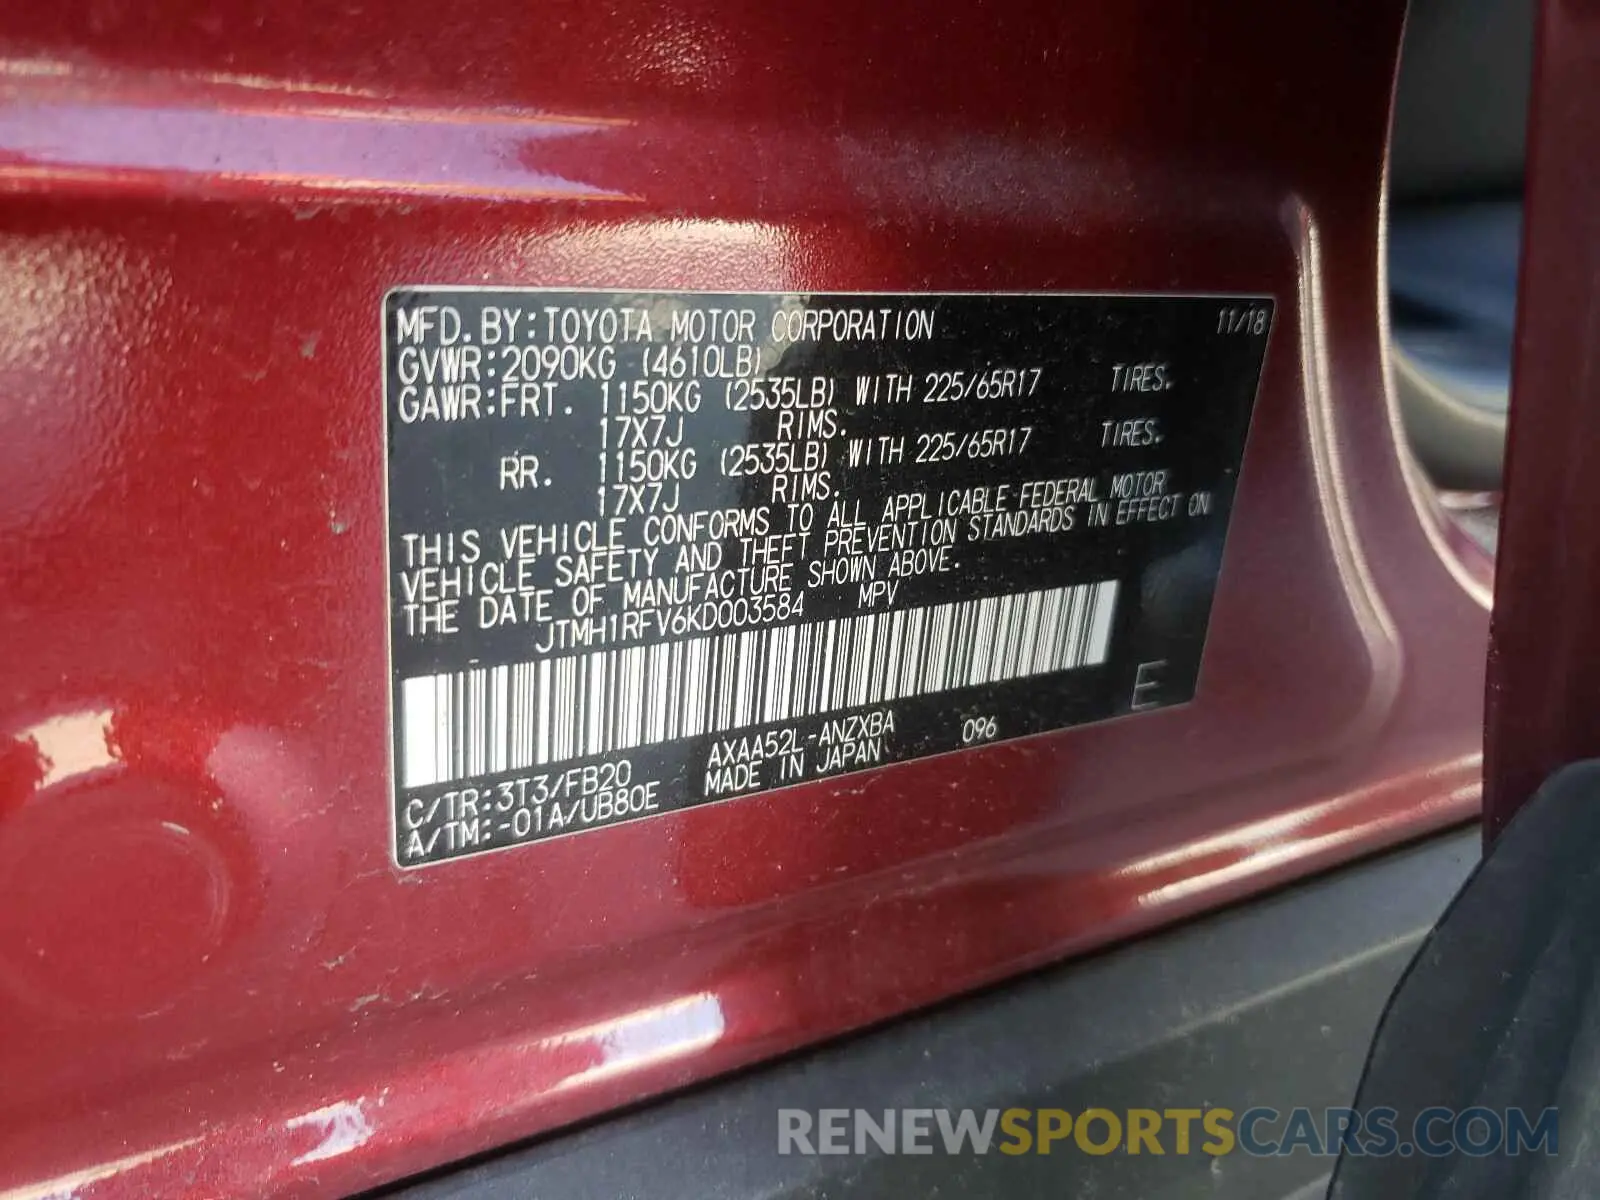 MFD.BY:TOYOTA MOTOR CORPORATION 11/18
GVWR:2090KG (4610LB)
GAWR:FRT. 1150KG (2535LB) WITH 225/65R17 TIRES.
17X7J RIMS.
RR. 1150KG (2535LB) WITH 225/65R17 TIRES.
17X7J RIMS.
THIS VEHICLE CONFORMS TO ALL APPLICABLE FEDERAL MOTOR
VEHICLE SAFETY AND THEFT PREVENTION STANDARDS IN EFFECT ON
THE DATE OF MANUFACTURE SHOWN ABOVE.
JTMH1RFV6KD003584 MPV
E
AXAA52L-ANZXBA 096
C/TR:3T3/FB20 MADE IN JAPAN
A/TM:-01A/UB80E
RENEWSPORTSCARS.COM